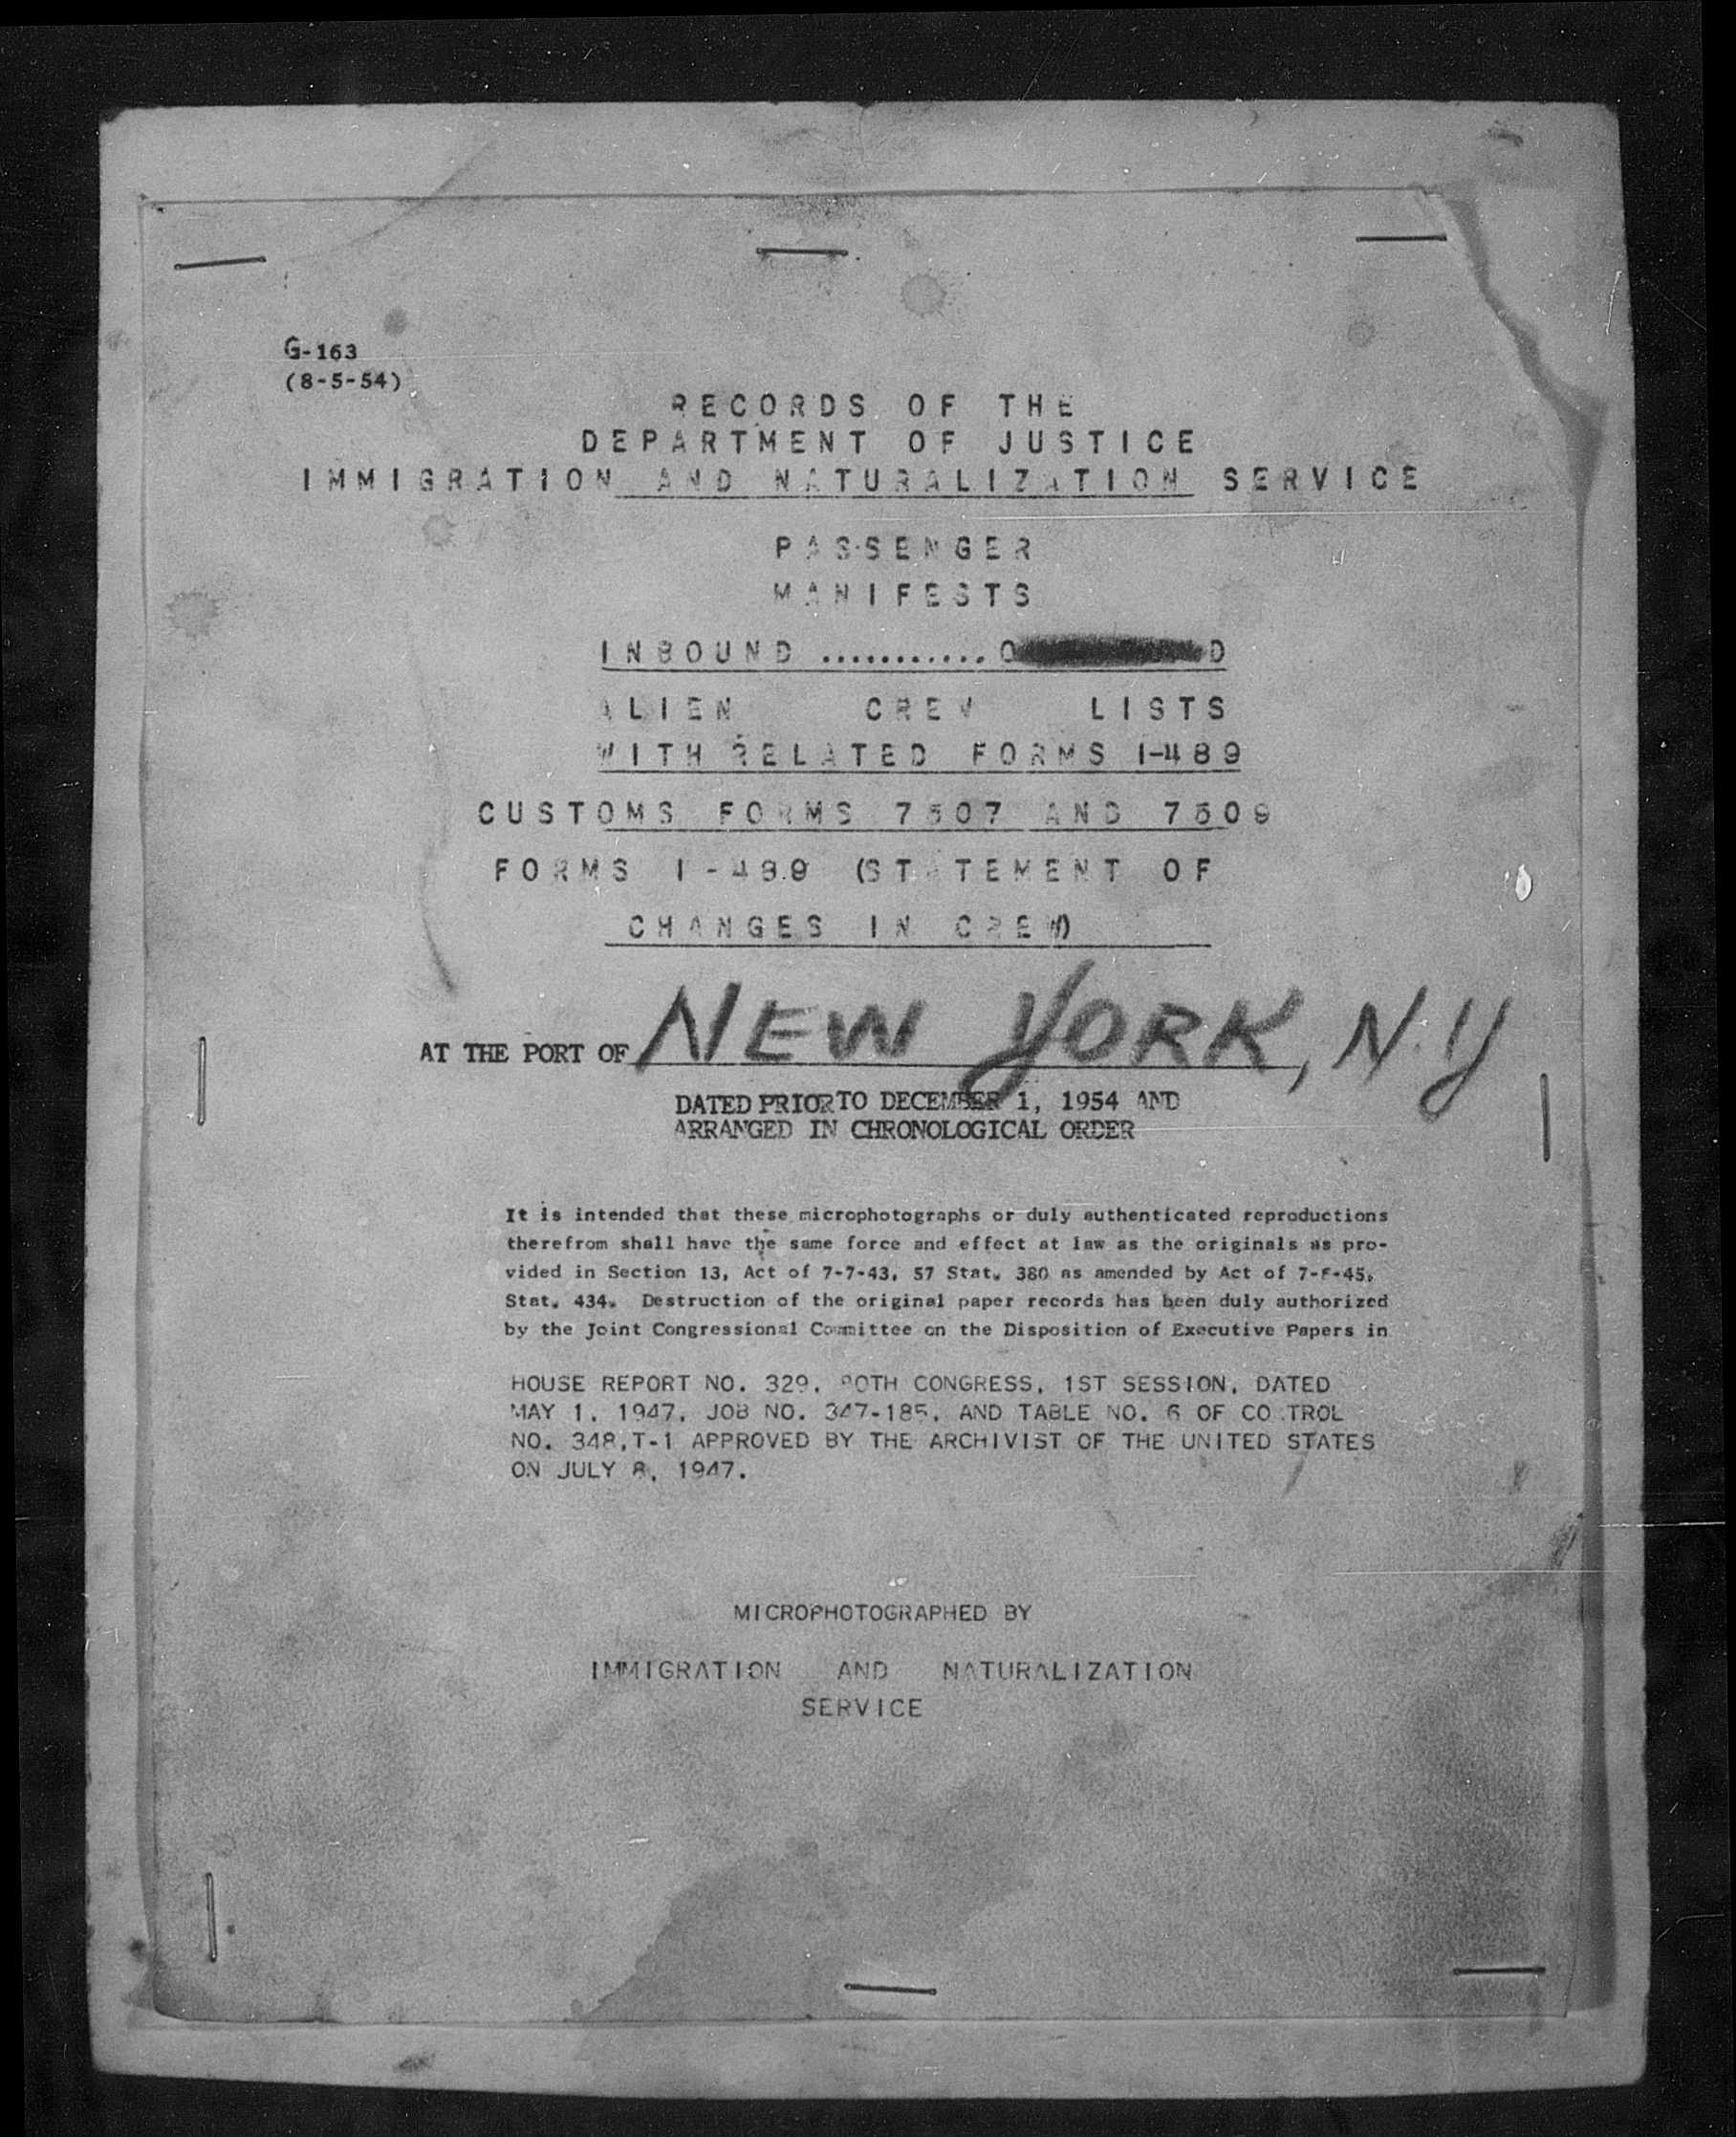 G-163
(8-5-54)
RECORDS OF THE
DEPARTMENT OF JUSTICE
IMMIGRATION AND NATURALIZATION SERVICE
PASSENGER
MANIFESTS
INBOUND ...........
ALIEN CREW LISTS
WITH RELATED FORMS I-489
CUSTOMS FORMS 7507 AND 7509
FORMS I-489 (STATEMENT OF
CHANGES IN CREW)
AT THE PORT OF NEW YORK, N.Y
DATED PRIOR TO DECEMBER 1, 1954 AND
ARRANGED IN CHRONOLOGICAL ORDER
It is intended that these microphotographs or duly authenticated reproductions
therefrom shall have the same force and effect at law as the originals as pro-
vided in Section 13, Act of 7-7-43, 57 Stat. 380 as amended by Act of
Stat. 434. Destruction of the original paper records has been duly authorized
by the Joint Congressional Committee on the Disposition of Executive Papers in
HOUSE REPORT NO. 329, 80TH CONGRESS, 1ST SESSION, DATED
MAY 1, 1947, JOB NO. 347-185, AND TABLE NO. 6 OF CO TROL
NO. 348,T-1 APPROVED BY THE ARCHIVIST OF THE UNITED STATES
ON JULY 8, 1947.
MICROPHOTOGRAPHED BY
IMMIGRATION AND NATURALIZATION
SERVICE